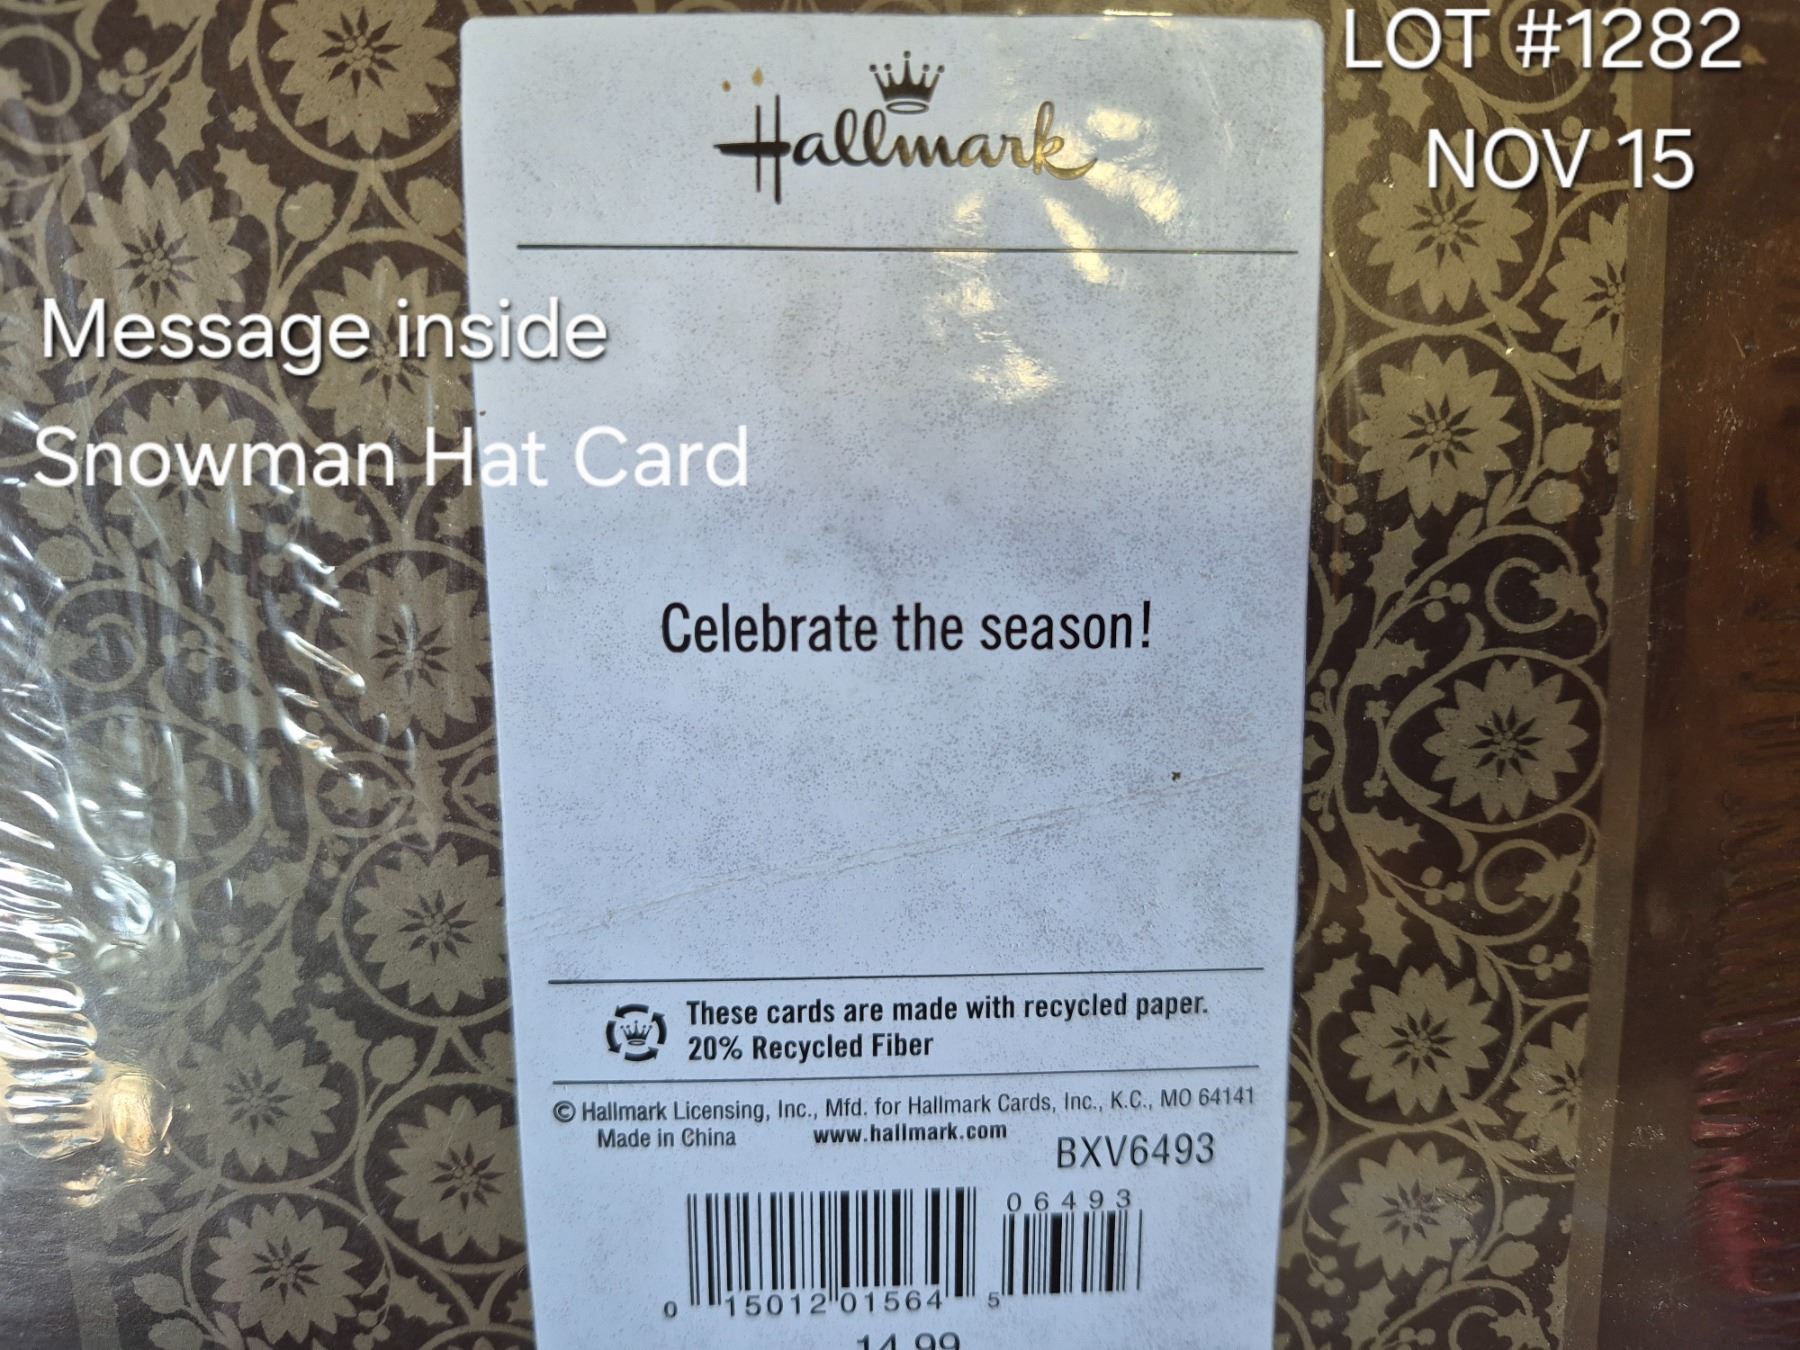 LOT #1282
NOV 15
Hallmark
Message inside
Snowman Hat Card
Celebrate the season!
These cards are made with recycled paper.
20% Recycled Fiber
© Hallmark Licensing, Inc., Mfd. for Hallmark Cards, Inc., K.C., MO 64141
Made in China www.hallmark.com
BXV6493
06493
0 15012 01564 5
14.99